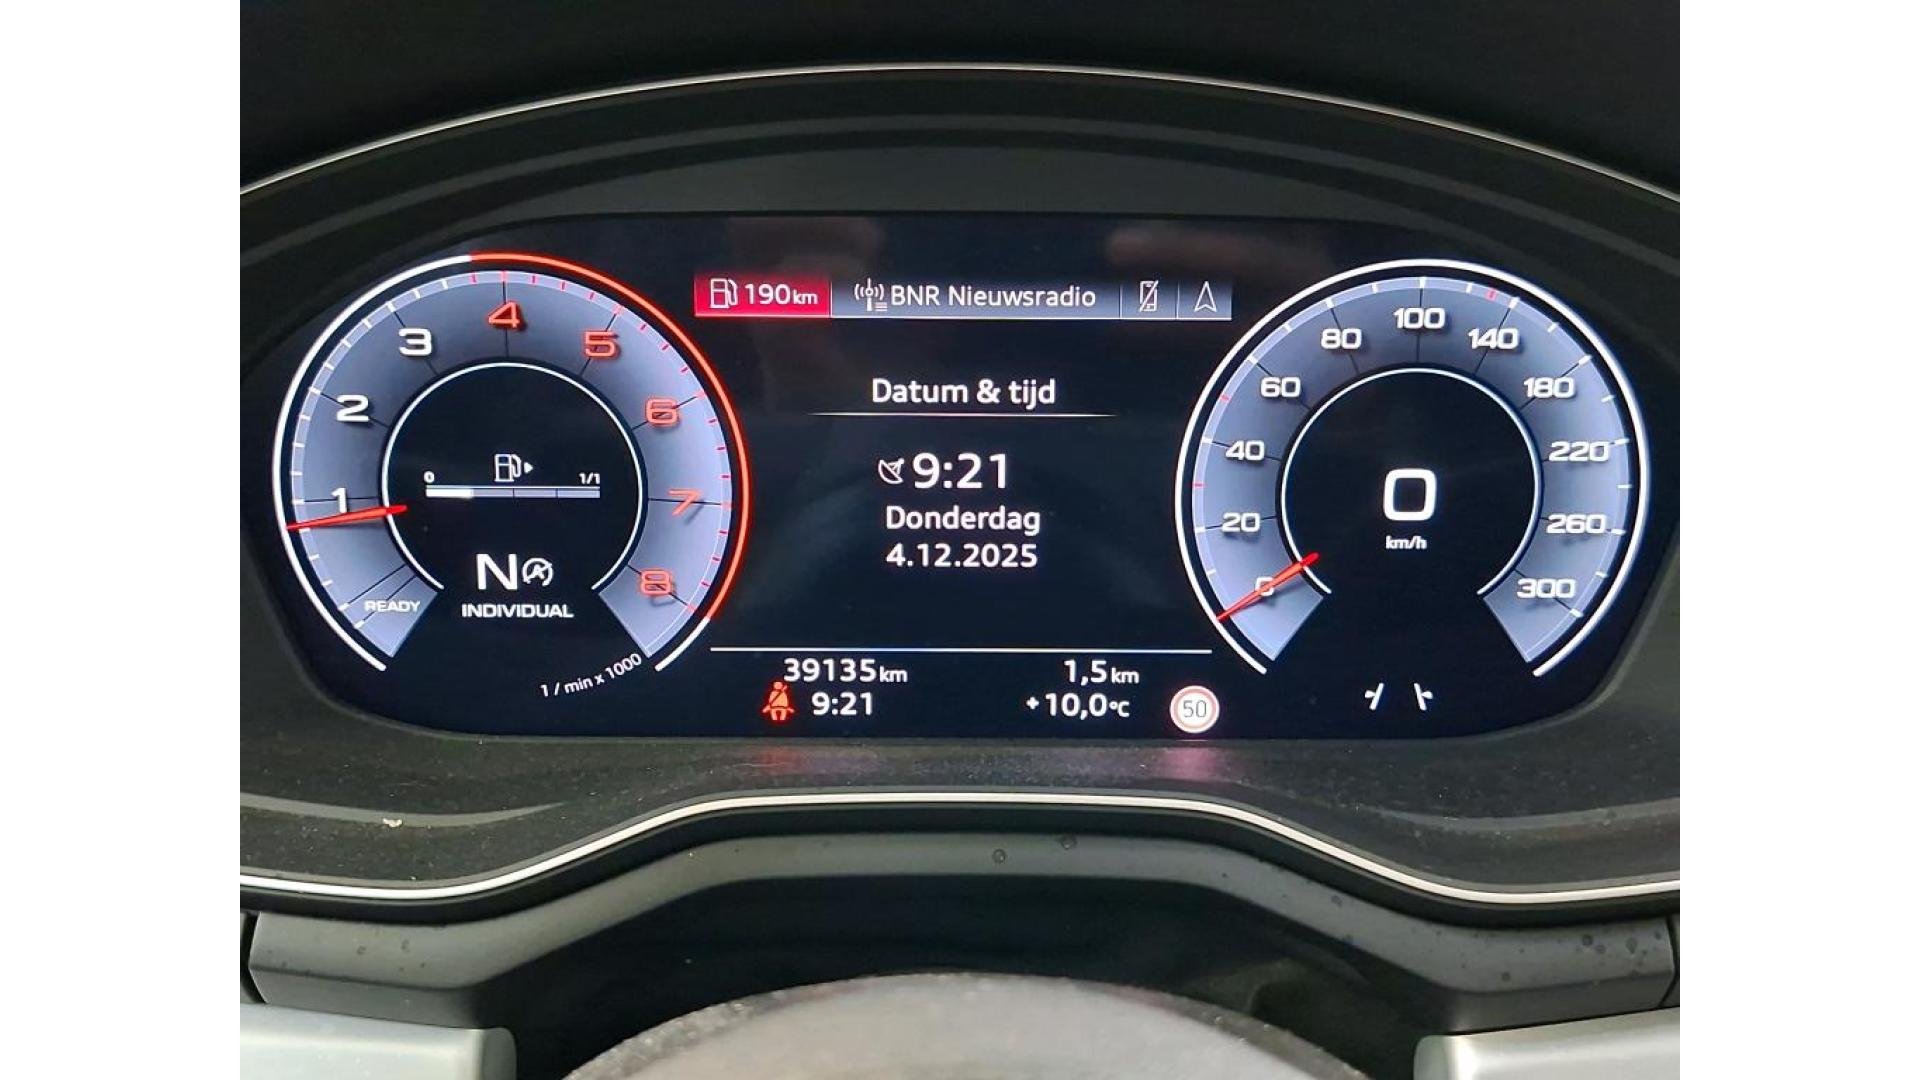 190km BNR Nieuwsradio
Datum & tijd
9:21
Donderdag
4.12.2025
1
2
3
4
5
6
7
8
READY
0 1/1
N
INDIVIDUAL
1 / min x 1000
0
20
40
60
80
100
140
180
220
260
300
0
km/h
39135km 1,5km
9:21 +10,0°C
50